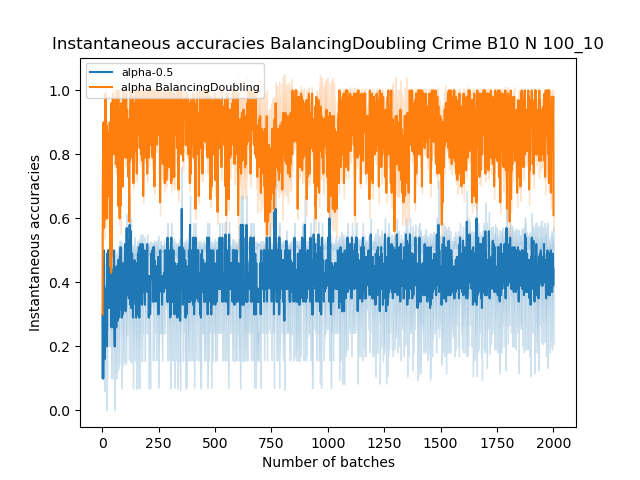 Instantaneous accuracies BalancingDoubling Crime B10 N 100_10
alpha-0.5
alpha BalancingDoubling
Instantaneous accuracies
1.0
0.8
0.6
0.4
0.2
0.0
0 250 500 750 1000 1250 1500 1750 2000
Number of batches